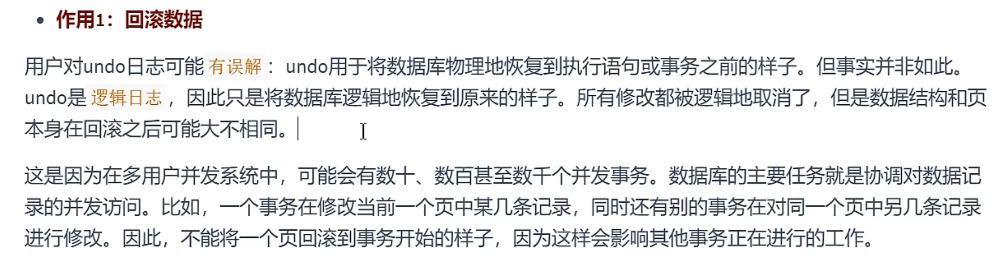 作用1：回滚数据
用户对undo日志可能 有误解 ：undo用于将数据库物理地恢复到执行语句或事务之前的样子。但事实并非如此。
undo是 逻辑日志 ，因此只是将数据库逻辑地恢复到原来的样子。所有修改都被逻辑地取消了，但是数据结构和页
本身在回滚之后可能大不相同。
这是因为在多用户并发系统中，可能会有数十、数百甚至数千个并发事务。数据库的主要任务就是协调对数据记
录的并发访问。比如，一个事务在修改当前一个页中某几条记录，同时还有别的事务在对同一个页中另几条记录
进行修改。因此，不能将一个页回滚到事务开始的样子，因为这样会影响其他事务正在进行的工作。